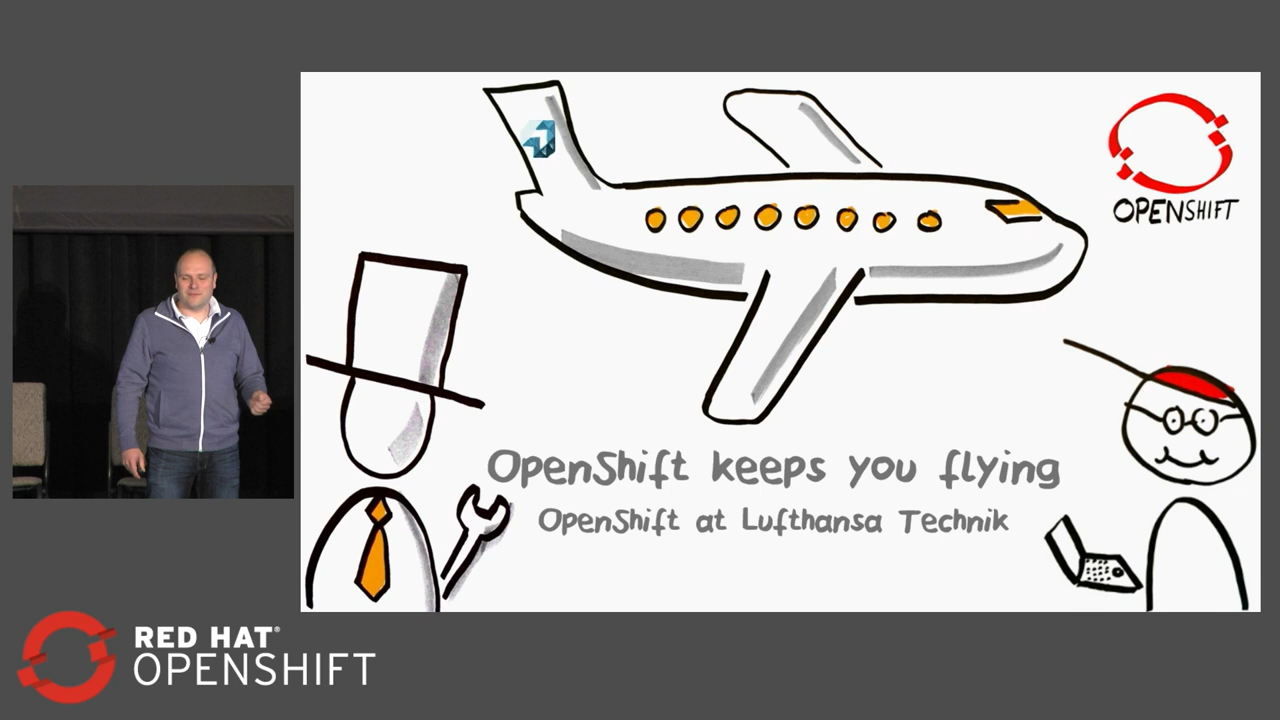 OPENSHIFT
OpenShift keeps you flying
OpenShift at Lufthansa Technik
RED HAT®
OPENSHIFT